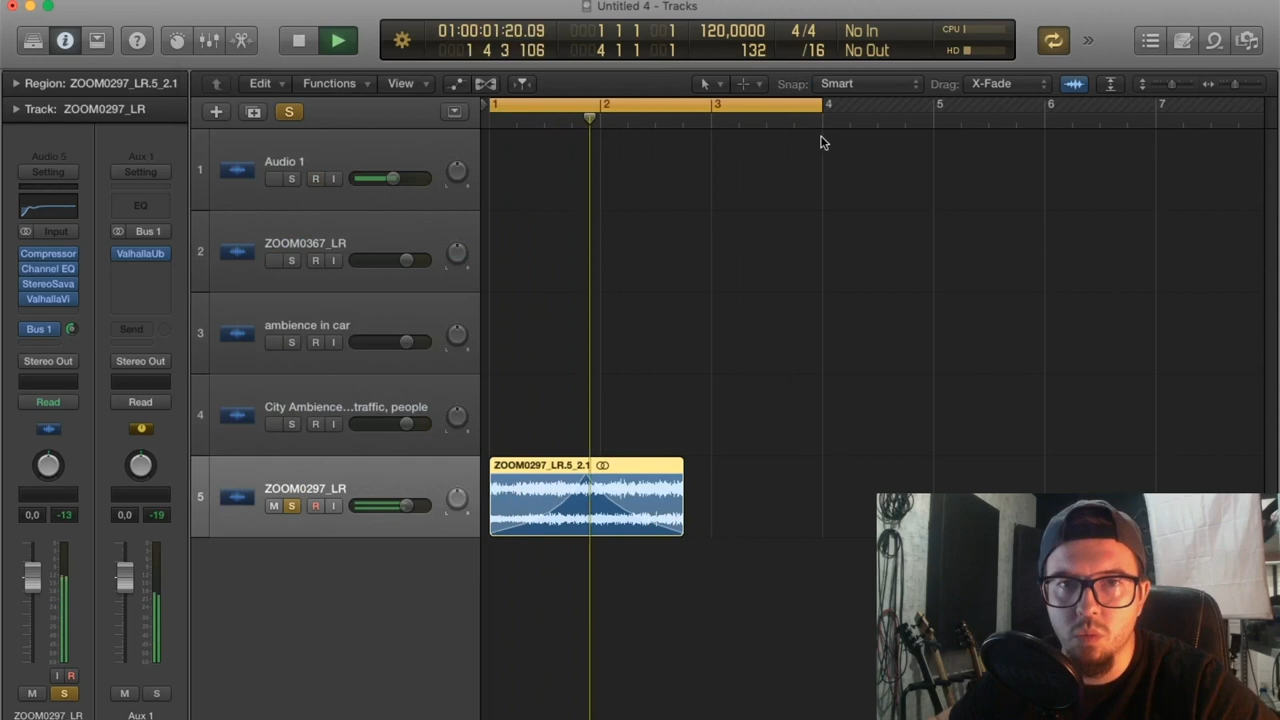 Untitled 4 - Tracks
01:00:01:20.09
1 4 3 106
1 1 1 001
4 1 1 1
120,0000
132
4/4
/16
No In
No Out
CPU
HD
Region: ZOOM0297_LR.5_2.1
Edit
Functions
View
Snap:
Smart
Drag:
X-Fade
Track: ZOOM0297_LR
S
1
2
3
4
5
6
7
Audio 5
Aux 1
Setting
Setting
EQ
Input
Bus 1
Compressor
Channel EQ
StereoSava
ValhallaVi
ValhallaUb
Bus 1
Send
Stereo Out
Stereo Out
Read
Read
0,0
-13
0,0
-19
I
R
M
S
M
S
ZOOM0297_LR
Aux 1
1
Audio 1
S
R
I
L
R
2
ZOOM0367_LR
S
R
I
L
R
3
ambience in car
S
R
I
L
R
4
City Ambience...traffic, people
S
R
I
L
R
5
ZOOM0297_LR
M
S
R
I
L
R
ZOOM0297_LR.5_2.1